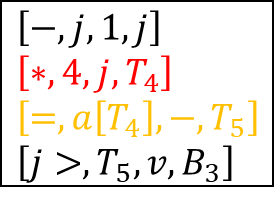 [−, j, 1, j]
[∗, 4, j, T₄]
[=, a[T₄], −, T₅]
[j >, T₅, v, B₃]